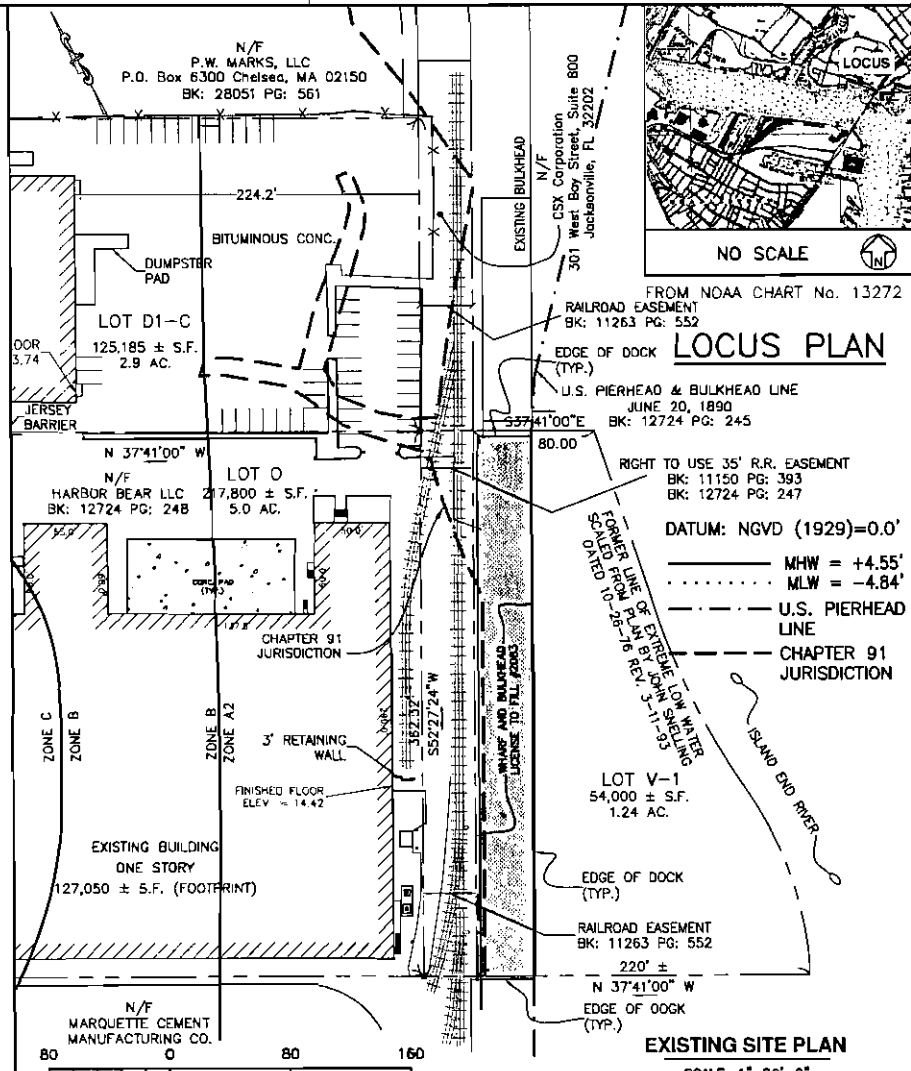 N/F
P.W. MARKS, LLC
P.O. Box 6300 Chelsea, MA 02150
BK: 28051 PG: 561
LOCUS
NO SCALE
N
FROM NOAA CHART No. 13272
LOCUS PLAN
EXISTING BULKHEAD
N/F
CSX Corporation
301 West Bay Street, Suite 800
Jacksonville, FL 32202
224.2'
BITUMINOUS CONC.
DUMPSTER
PAD
LOT D1-C
125,185 ± S.F.
2.9 AC.
OOR
3.74
JERSEY
BARRIER
RAILROAD EASEMENT
BK: 11263 PG: 552
EDGE OF DOCK
(TYP.)
U.S. PIERHEAD & BULKHEAD LINE
JUNE 20, 1890
BK: 12724 PG: 245
S37°41'00"E
80.00
N 37°41'00" W
N/F
HARBOR BEAR LLC
BK: 12724 PG: 248
LOT O
217,800 ± S.F.
5.0 AC.
RIGHT TO USE 35' R.R. EASEMENT
BK: 11150 PG: 393
BK: 12724 PG: 247
DATUM: NGVD (1929)=0.0'
MHW = +4.55'
MLW = -4.84'
U.S. PIERHEAD
LINE
CHAPTER 91
JURISDICTION
FORMER LINE OF EXTREME LOW WATER
SCALED FROM PLAN BY JOHN SNELLING
DATED 10-26-76 REV. 3-11-93
ISLAND END RIVER
CONC. PAD
(TYP.)
CHAPTER 91
JURISDICTION
362.32'
S52°27'24"W
WHARF AND BULKHEAD
LICENSE TO FILL #2083
ZONE C
ZONE B
ZONE B
ZONE A2
3' RETAINING
WALL
FINISHED FLOOR
ELEV = 14.42
LOT V-1
54,000 ± S.F.
1.24 AC.
EXISTING BUILDING
ONE STORY
127,050 ± S.F. (FOOTPRINT)
EDGE OF DOCK
(TYP.)
RAILROAD EASEMENT
BK: 11263 PG: 552
220' ±
N 37°41'00" W
EDGE OF DOCK
(TYP.)
N/F
MARQUETTE CEMENT
MANUFACTURING CO.
80 0 80 160
EXISTING SITE PLAN